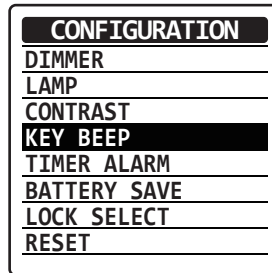 CONFIGURATION
DIMMER
LAMP
CONTRAST
KEY BEEP
TIMER ALARM
BATTERY SAVE
LOCK SELECT
RESET